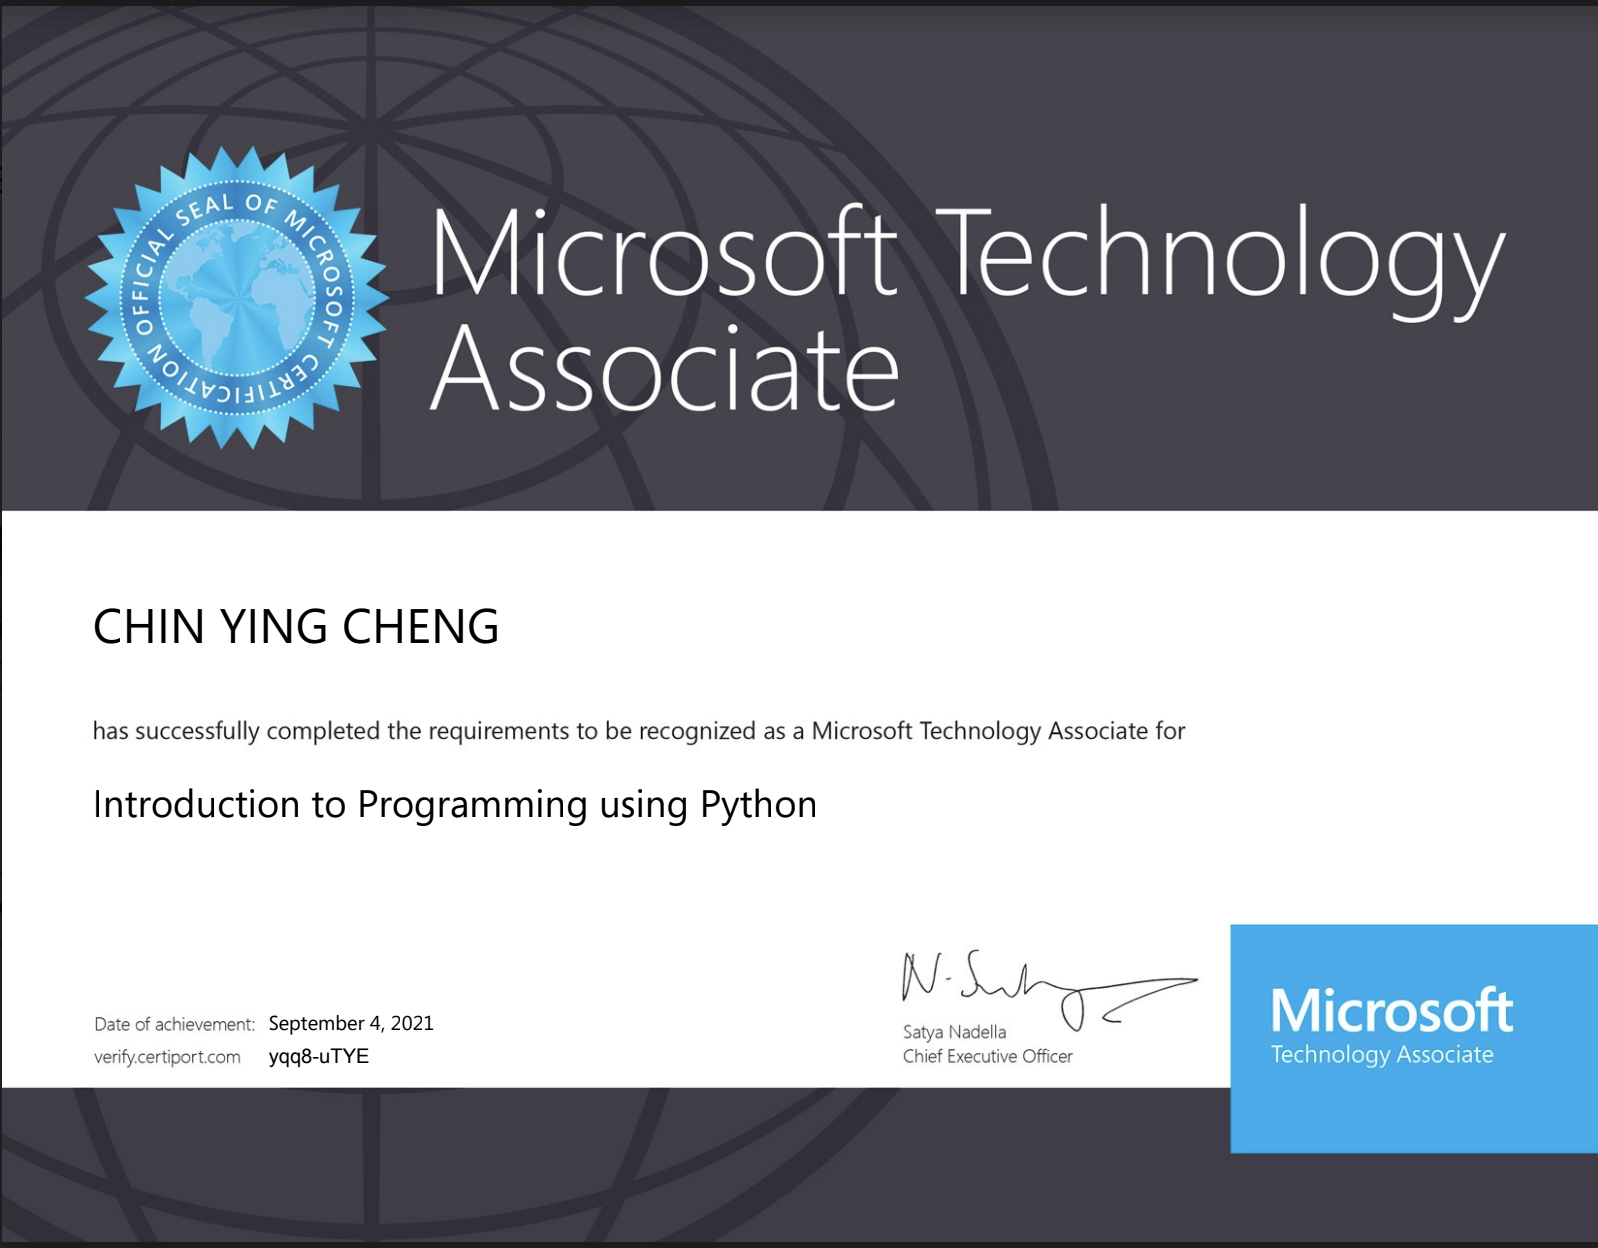 OFFICIAL SEAL OF MICROSOFT CERTIFICATION
Microsoft Technology
Associate
CHIN YING CHENG
has successfully completed the requirements to be recognized as a Microsoft Technology Associate for
Introduction to Programming using Python
Date of achievement: September 4, 2021
verify.certiport.com yqq8-uTYE
N. Satya
Satya Nadella
Chief Executive Officer
Microsoft
Technology Associate